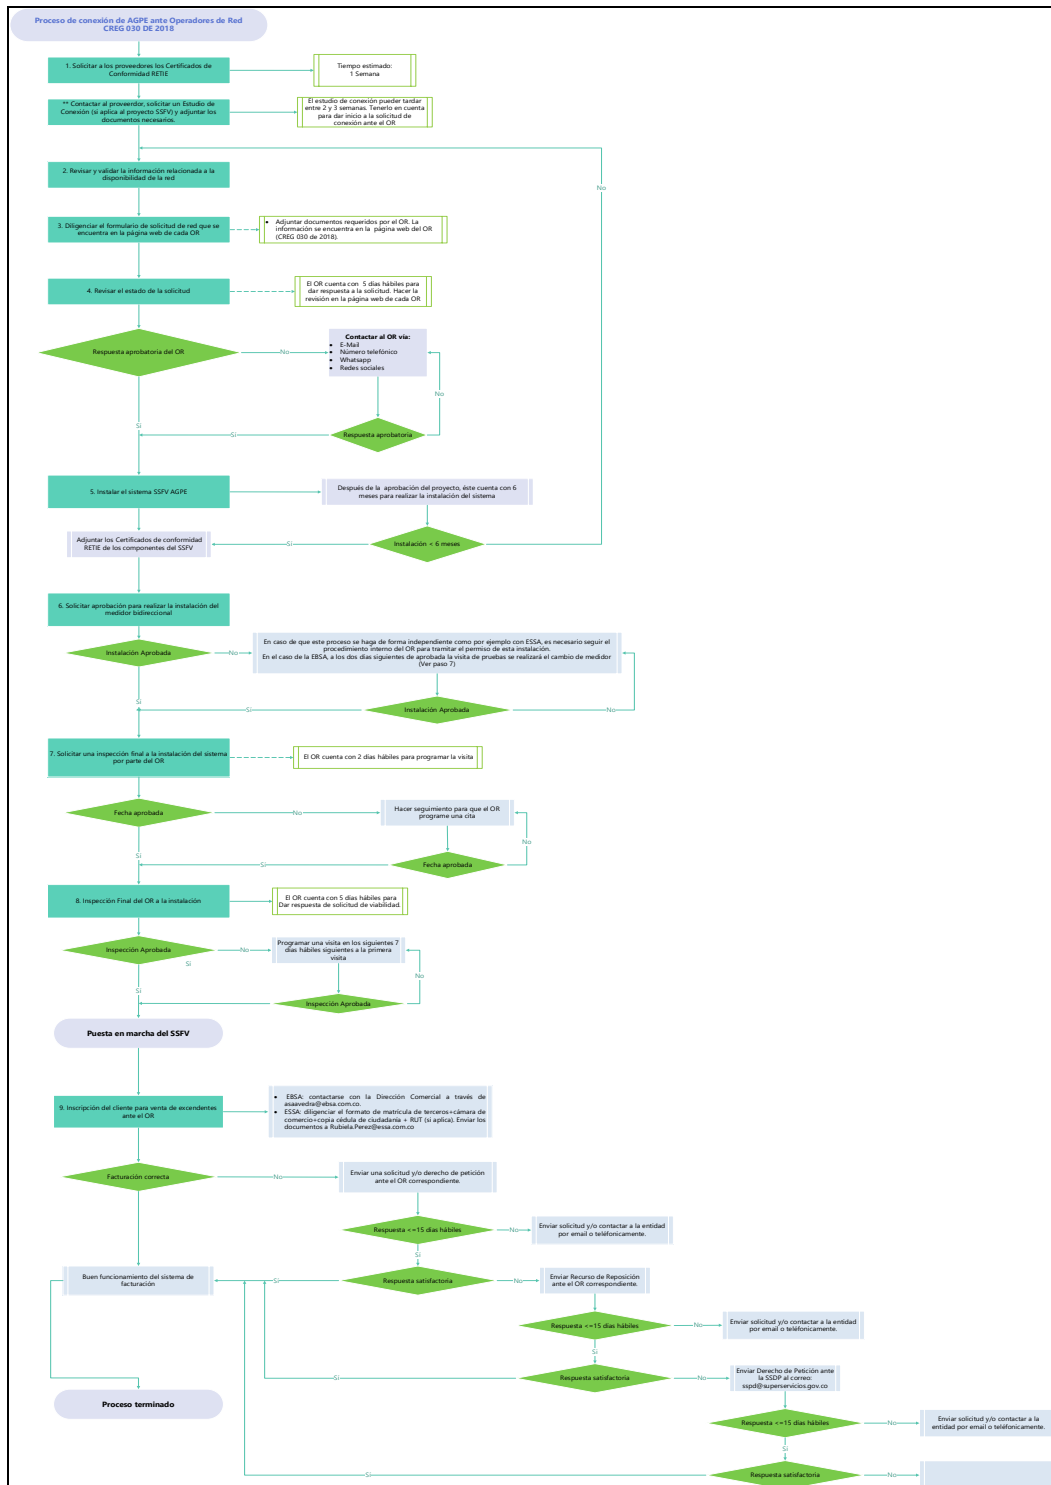 Proceso de conexión de AGPE ante Operadores de Red
CREG 030 DE 2018
1. Solicitar a los proveedores los Certificados de
Conformidad RETIE
Tiempo estimado:
1 Semana
** Contactar al proveerdor, solicitar un Estudio de
Conexión (si aplica al proyecto SSFV) y adjuntar los
documentos necesarios.
El estudio de conexión pueder tardar
entre 2 y 3 semanas. Tenerlo en cuenta
para dar inicio a la solicitud de
conexión ante el OR
2. Revisar y validar la información relacionada a la
disponibilidad de la red
No
3. Diligenciar el formulario de solicitud de red que se
encuentra en la página web de cada OR
• Adjuntar documentos requeridos por el OR. La
información se encuentra en la página web del OR
(CREG 030 de 2018).
4. Revisar el estado de la solicitud
El OR cuenta con 5 días hábiles para
dar respuesta a la solicitud. Hacer la
revisión en la página web de cada OR
Respuesta aprobatoria del OR
No
Contactar al OR vía:
• E-Mail
• Número telefónico
• Whatsapp
• Redes sociales
No
Si
Si
Respuesta aprobatoria
5. Instalar el sistema SSFV AGPE
Después de la aprobación del proyecto, éste cuenta con 6
meses para realizar la instalación del sistema
Adjuntar los Certificados de conformidad
RETIE de los componentes del SSFV
Si
Instalación < 6 meses
6. Solicitar aprobación para realizar la instalación del
medidor bidireccional
Instalación Aprobada
No
En caso de que este proceso se haga de forma independiente como por ejemplo con ESSA, es necesario seguir el
procedimiento interno del OR para tramitar el permiso de esta instalación.
En el caso de la EBSA, a los dos días siguientes de aprobada la visita de pruebas se realizará el cambio de medidor
(Ver paso 7)
Si
Si
Instalación Aprobada
No
7. Solicitar una inspección final a la instalación del sistema
por parte del OR
El OR cuenta con 2 días hábiles para programar la visita
Fecha aprobada
No
Hacer seguimiento para que el OR
programe una cita
No
Si
Si
Fecha aprobada
8. Inspección Final del OR a la instalación
El OR cuenta con 5 días hábiles para
Dar respuesta de solicitud de viabilidad.
Inspección Aprobada
No
Programar una visita en los siguientes 7
días hábiles siguientes a la primera
visita
Si
No
Si
Inspección Aprobada
Puesta en marcha del SSFV
9. Inscripción del cliente para venta de excendentes
ante el OR
• EBSA: contactarse con la Dirección Comercial a través de
asaavedra@ebsa.com.co.
• ESSA: diligenciar el formato de matrícula de terceros+cámara de
comercio+copia cédula de ciudadanía + RUT (si aplica). Enviar los
documentos a Rubiela.Perez@essa.com.co
Facturación correcta
No
Enviar una solicitud y/o derecho de petición
ante el OR correspondiente.
Respuesta <=15 días hábiles
No
Enviar solicitud y/o contactar a la entidad
por email o teléfonicamente.
Si
Buen funcionamiento del sistema de
facturación
Si
Respuesta satisfactoria
No
Enviar Recurso de Reposición
ante el OR correspondiente.
Respuesta <=15 días hábiles
No
Enviar solicitud y/o contactar a la entidad
por email o teléfonicamente.
Si
Si
Respuesta satisfactoria
No
Enviar Derecho de Petición ante
la SSDP al correo:
sspd@superservicios.gov.co
Proceso terminado
Respuesta <=15 días hábiles
No
Enviar solicitud y/o contactar a la
entidad por email o teléfonicamente.
Si
Si
Respuesta satisfactoria
No